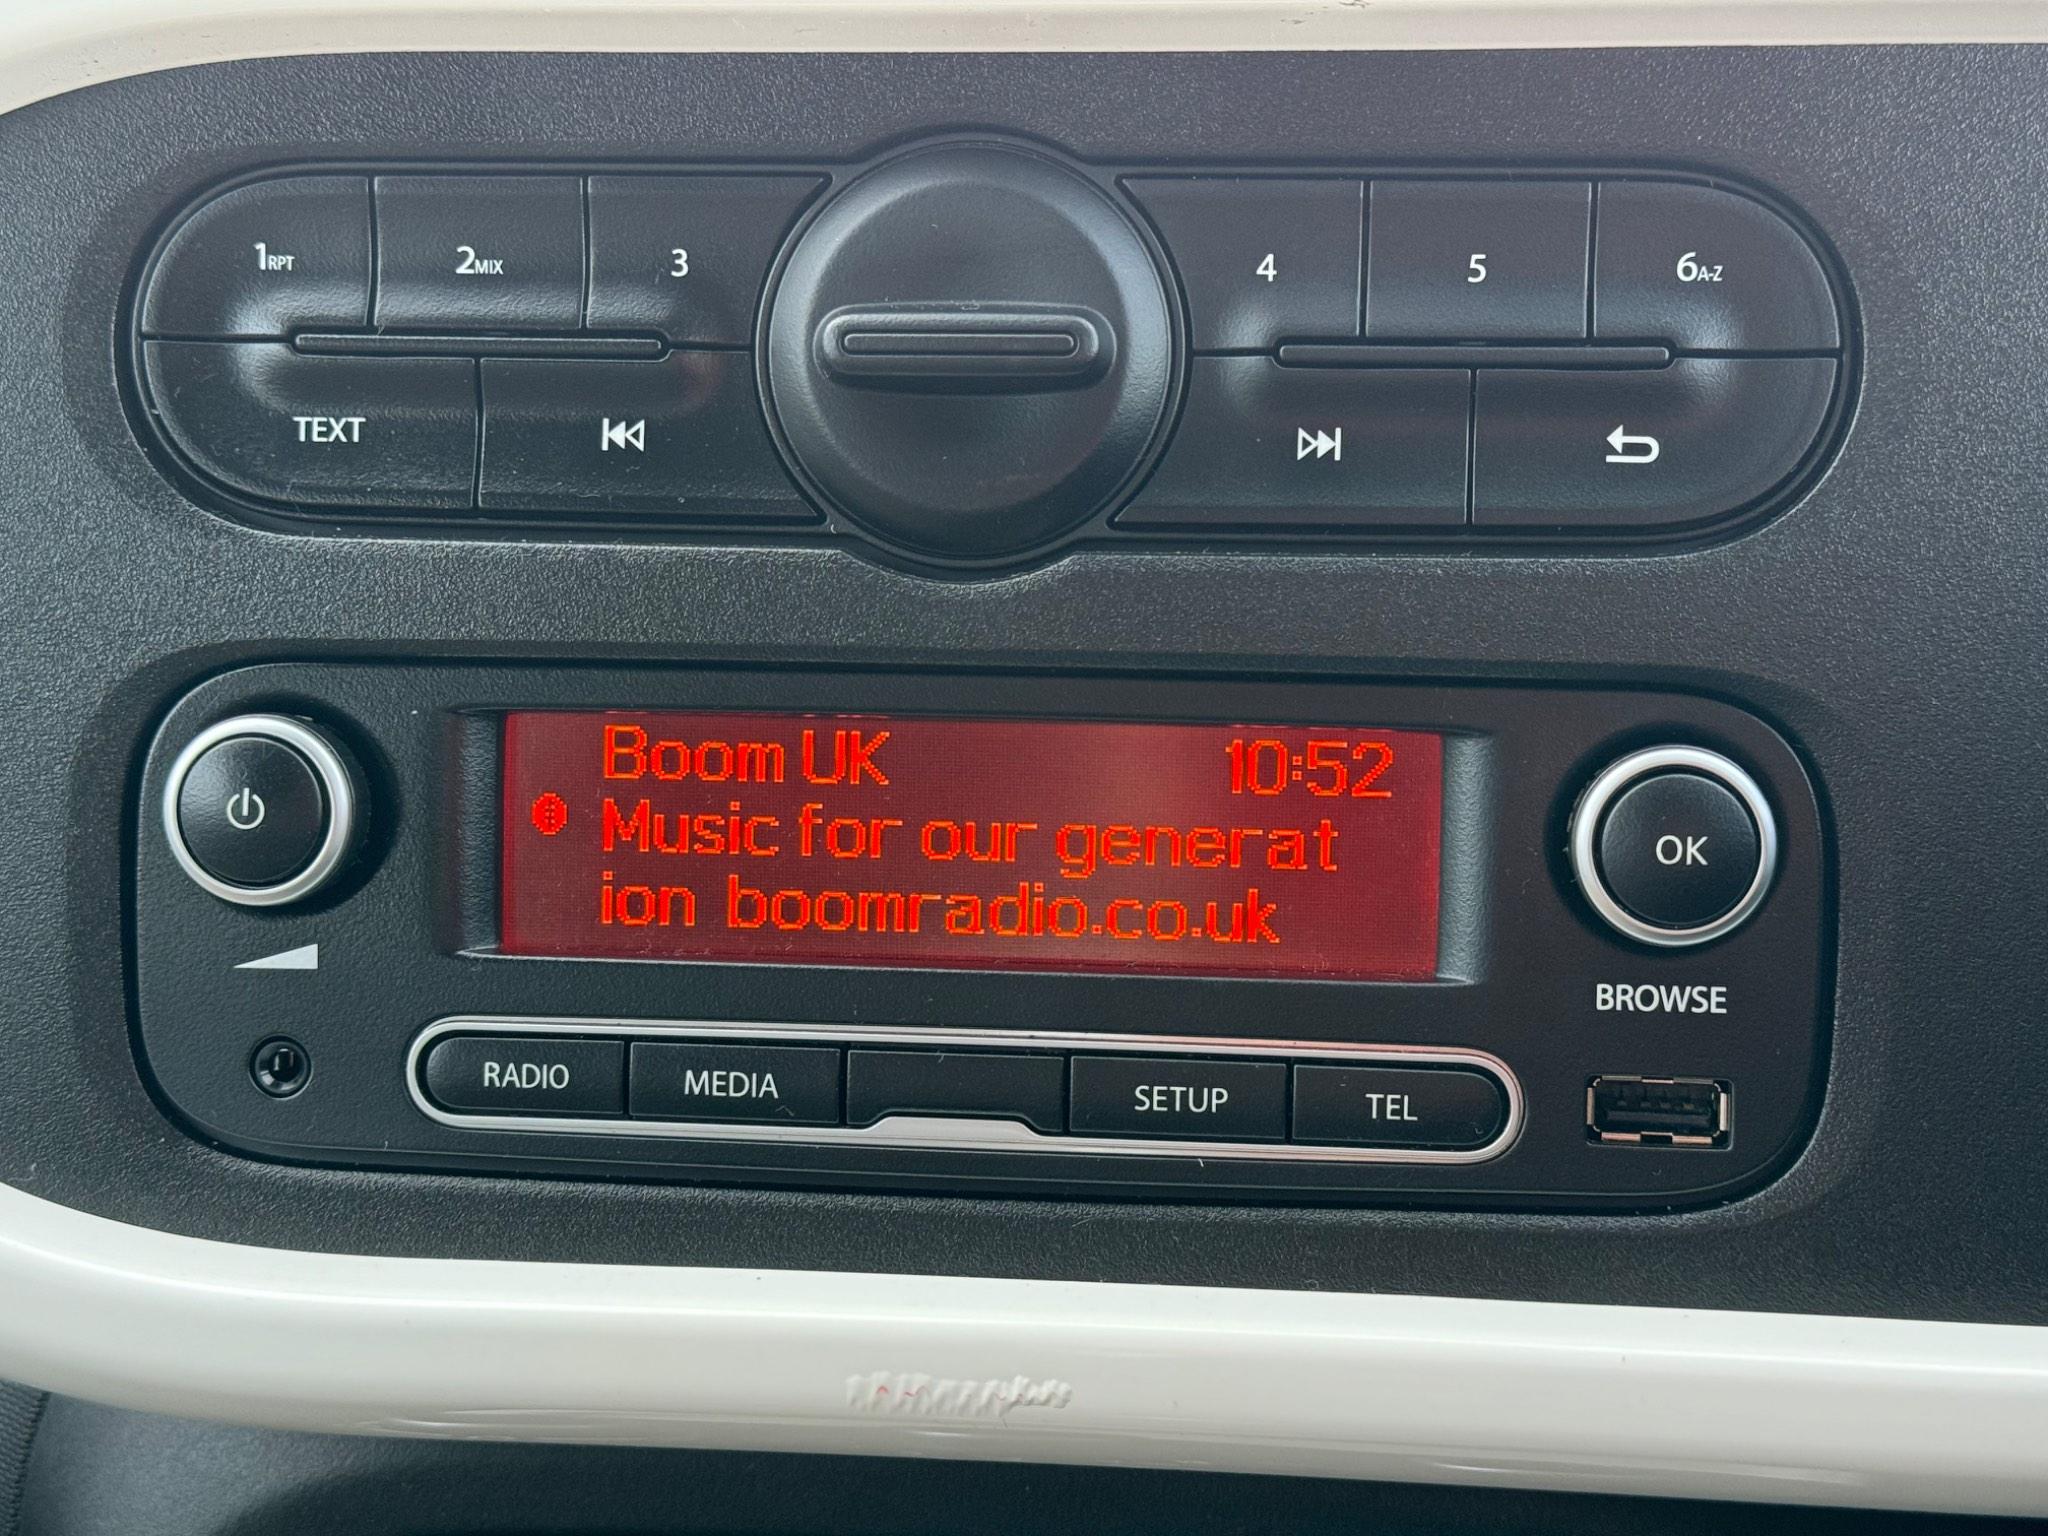 1RPT 2MIX 3 4 5 6A-Z
TEXT
Boom UK 10:52
Music for our generat
ion boomradio.co.uk
OK
BROWSE
RADIO MEDIA SETUP TEL